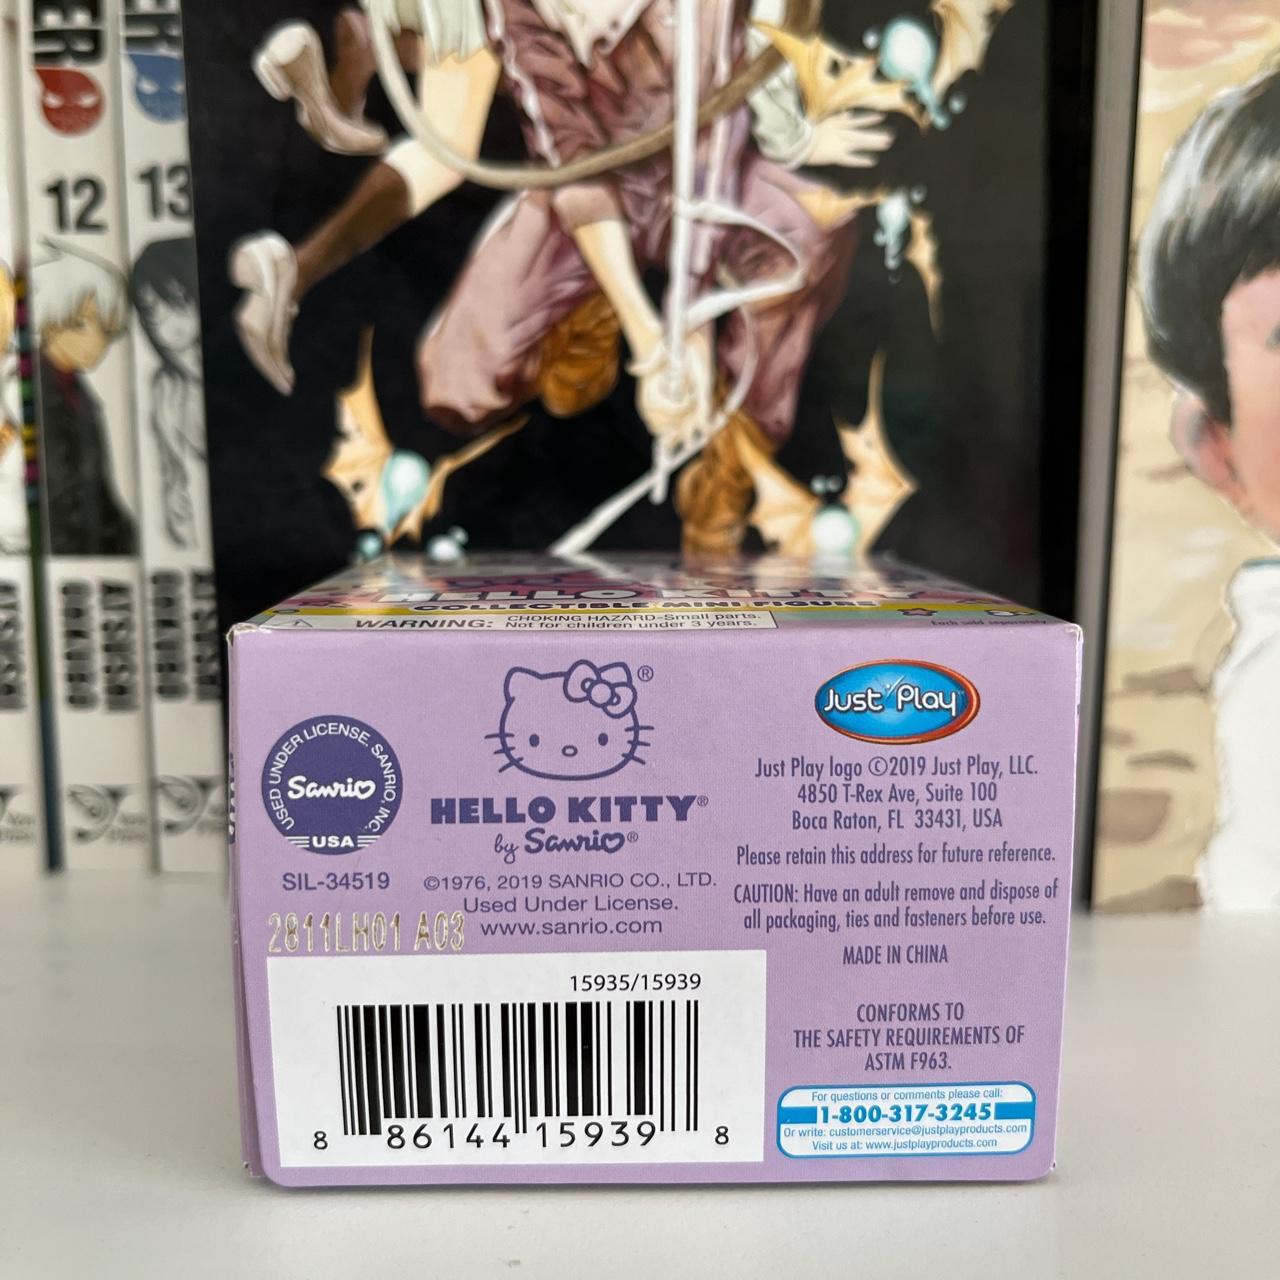 12
13
HELLO KITTY
COLLECTIBLE MINI FIGURE
WARNING: CHOKING HAZARD-Small parts.
Not for children under 3 years.
Each sold separately.
USED UNDER LICENSE. SANRIO, INC.
Sanrio
USA
SIL-34519
2811LH01 A03
®
HELLO KITTY®
by Sanrio®
©1976, 2019 SANRIO CO., LTD.
Used Under License.
www.sanrio.com
Just Play™
Just Play logo ©2019 Just Play, LLC.
4850 T-Rex Ave, Suite 100
Boca Raton, FL 33431, USA
Please retain this address for future reference.
CAUTION: Have an adult remove and dispose of
all packaging, ties and fasteners before use.
MADE IN CHINA
CONFORMS TO
THE SAFETY REQUIREMENTS OF
ASTM F963.
For questions or comments please call:
1-800-317-3245
Or write: customerservice@justplayproducts.com
Visit us at: www.justplayproducts.com
15935/15939
8 86144 15939 8